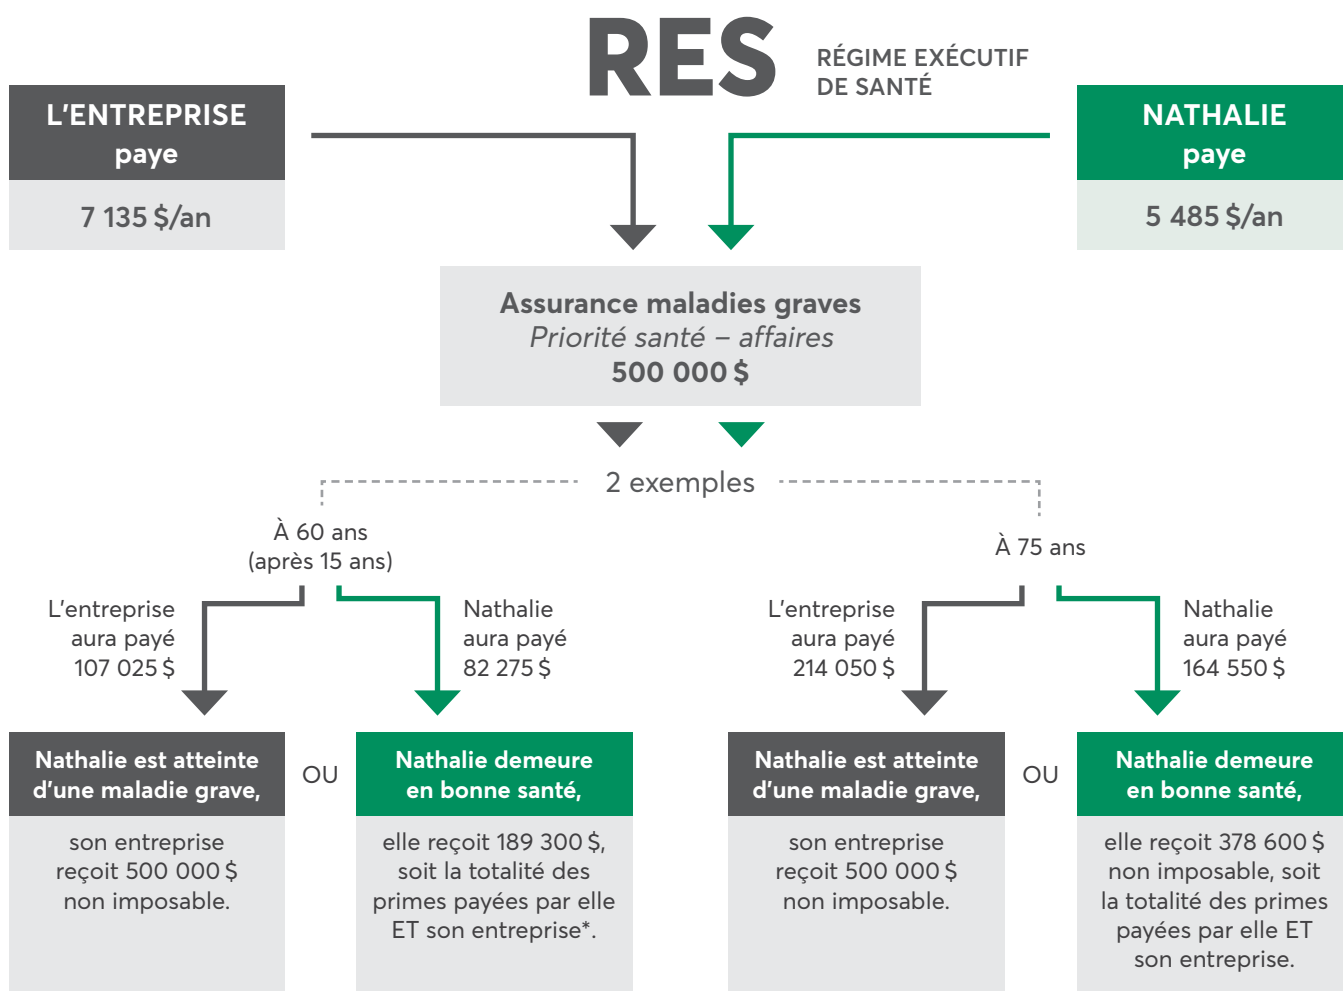 RES
RÉGIME EXÉCUTIF
DE SANTÉ
L'ENTREPRISE
paye
7 135 $/an
NATHALIE
paye
5 485 $/an
Assurance maladies graves
Priorité santé – affaires
500 000 $
2 exemples
À 60 ans
(après 15 ans)
L'entreprise
aura payé
107 025 $
Nathalie
aura payé
82 275 $
Nathalie est atteinte
d'une maladie grave,
son entreprise
reçoit 500 000 $
non imposable.
OU
Nathalie demeure
en bonne santé,
elle reçoit 189 300 $,
soit la totalité des
primes payées par elle
ET son entreprise*.
À 75 ans
L'entreprise
aura payé
214 050 $
Nathalie
aura payé
164 550 $
Nathalie est atteinte
d'une maladie grave,
son entreprise
reçoit 500 000 $
non imposable.
OU
Nathalie demeure
en bonne santé,
elle reçoit 378 600 $
non imposable, soit
la totalité des primes
payées par elle ET
son entreprise.